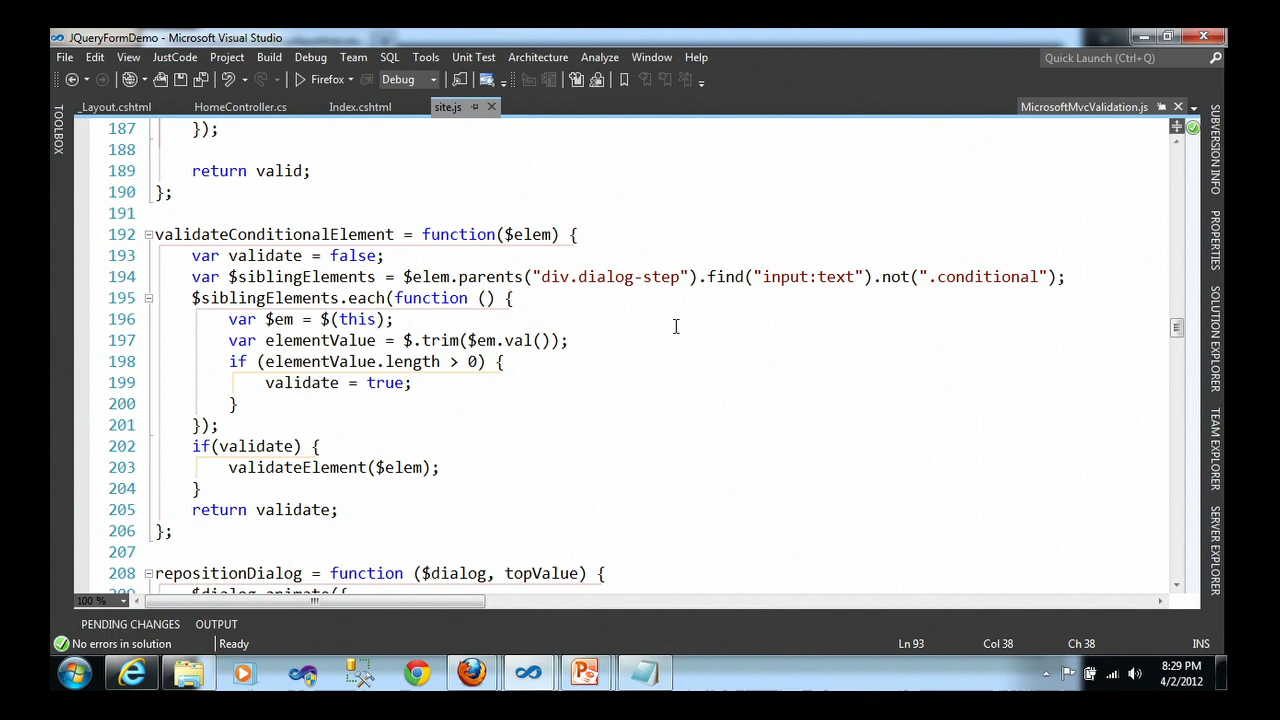 JQueryFormDemo - Microsoft Visual Studio
File Edit View JustCode Project Build Debug Team SQL Tools Unit Test Architecture Analyze Window Help
Quick Launch (Ctrl+Q)
Firefox Debug
_Layout.cshtml HomeController.cs Index.cshtml site.js MicrosoftMvcValidation.js
TOOLBOX
187 });
188
189 return valid;
190 };
191
192 validateConditionalElement = function($elem) {
193 var validate = false;
194 var $siblingElements = $elem.parents("div.dialog-step").find("input:text").not(".conditional");
195 $siblingElements.each(function () {
196 var $em = $(this);
197 var elementValue = $.trim($em.val());
198 if (elementValue.length > 0) {
199 validate = true;
200 }
201 });
202 if(validate) {
203 validateElement($elem);
204 }
205 return validate;
206 };
207
208 repositionDialog = function ($dialog, topValue) {
209 $dialog.animate({
100 %
SUBVERSION INFO
PROPERTIES
SOLUTION EXPLORER
TEAM EXPLORER
SERVER EXPLORER
PENDING CHANGES OUTPUT
No errors in solution Ready Ln 93 Col 38 Ch 38 INS
8:29 PM
4/2/2012